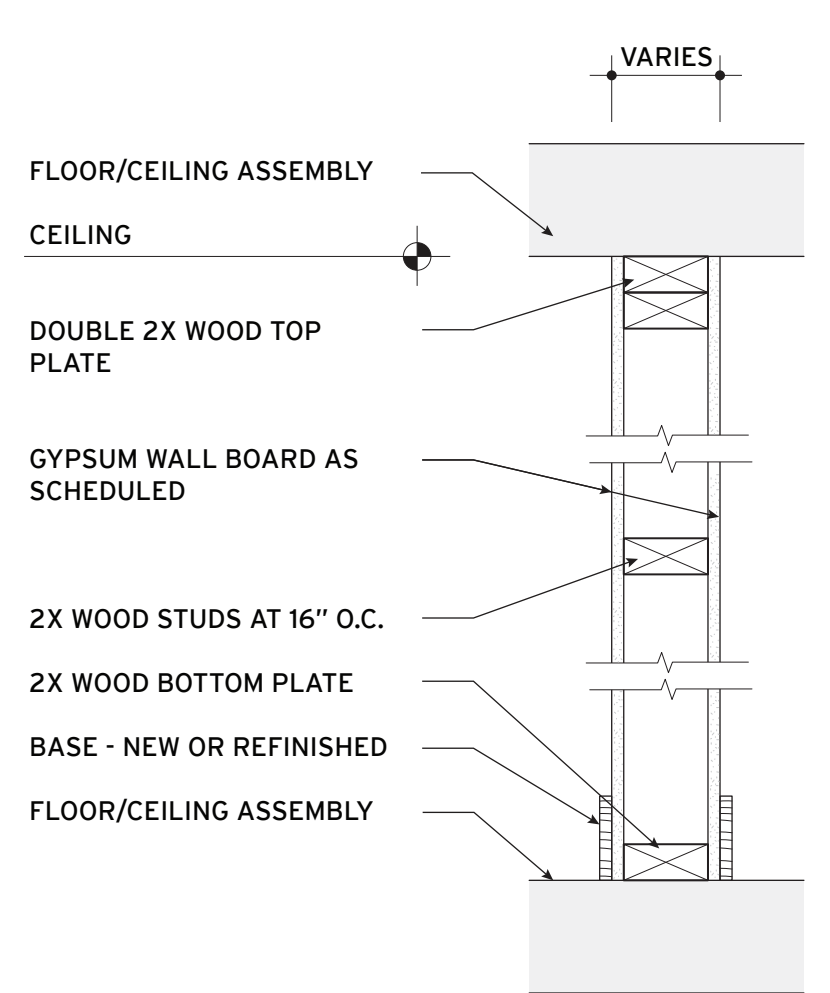 VARIES
FLOOR/CEILING ASSEMBLY
CEILING
DOUBLE 2X WOOD TOP
PLATE
GYPSUM WALL BOARD AS
SCHEDULED
2X WOOD STUDS AT 16" O.C.
2X WOOD BOTTOM PLATE
BASE - NEW OR REFINISHED
FLOOR/CEILING ASSEMBLY